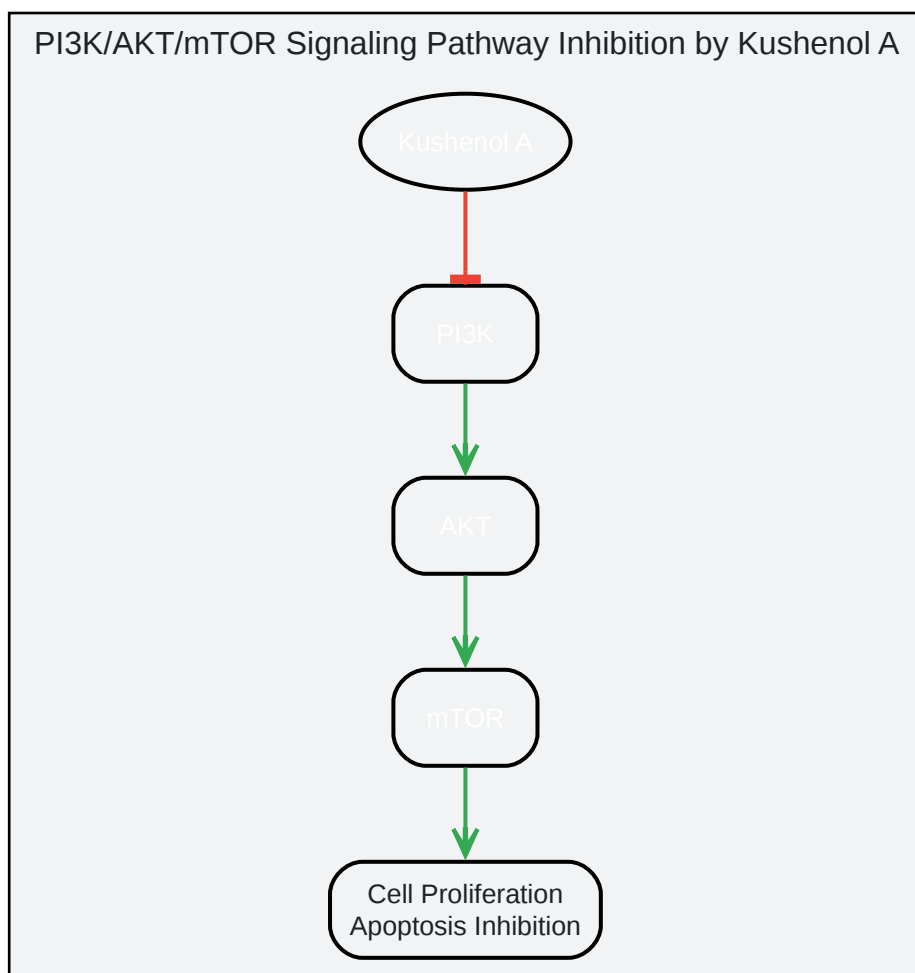 PI3K/AKT/mTOR Signaling Pathway Inhibition by Kushenol A
Kushenol A
PI3K
AKT
mTOR
Cell Proliferation
Apoptosis Inhibition